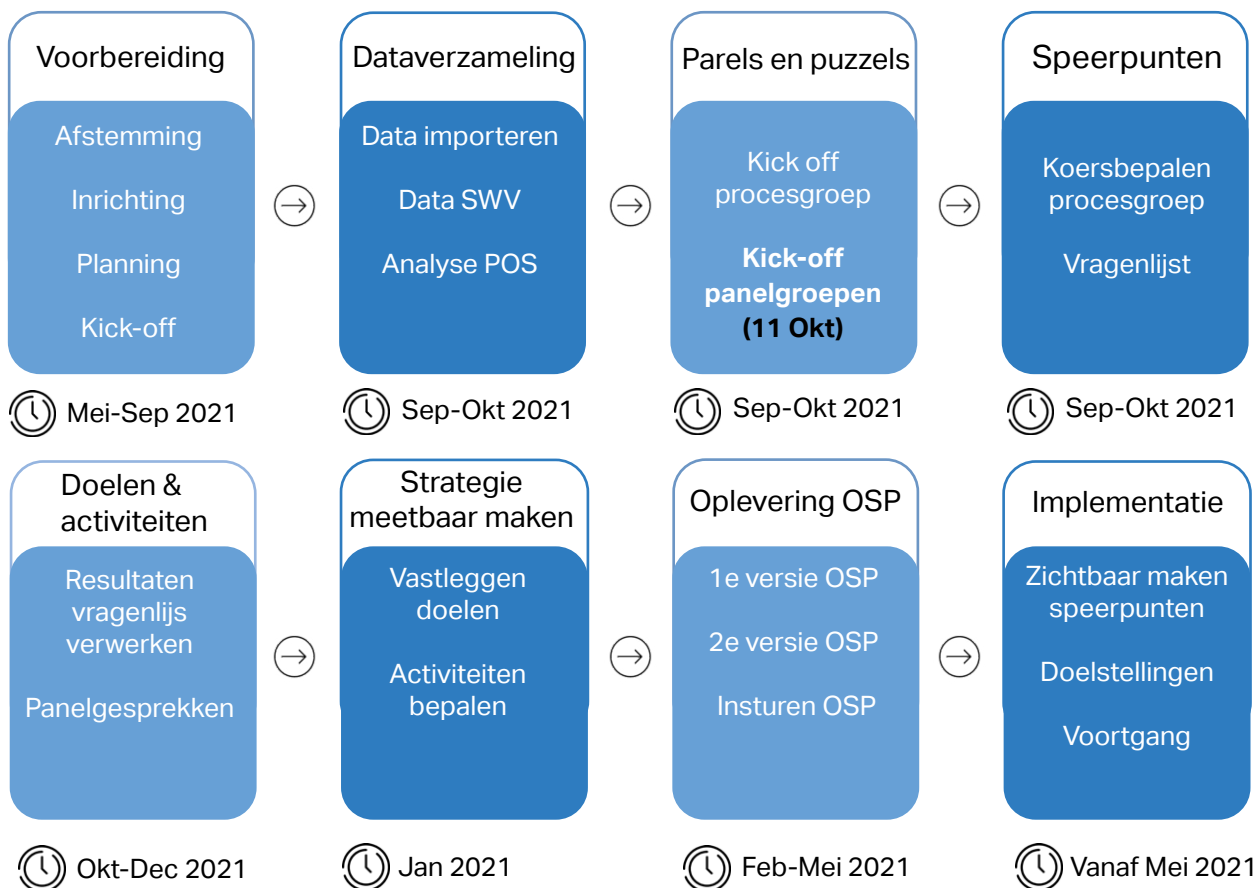 Voorbereiding
Afstemming
Inrichting
Planning
Kick-off
Mei-Sep 2021
Dataverzameling
Data importeren
Data SWV
Analyse POS
Sep-Okt 2021
Parels en puzzels
Kick off
procesgroep
Kick-off
panelgroepen
(11 Okt)
Sep-Okt 2021
Speerpunten
Koersbepalen
procesgroep
Vragenlijst
Sep-Okt 2021
Doelen &
activiteiten
Resultaten
vragenlijs
verwerken
Panelgesprekken
Okt-Dec 2021
Strategie
meetbaar maken
Vastleggen
doelen
Activiteiten
bepalen
Jan 2021
Oplevering OSP
1e versie OSP
2e versie OSP
Insturen OSP
Feb-Mei 2021
Implementatie
Zichtbaar maken
speerpunten
Doelstellingen
Voortgang
Vanaf Mei 2021